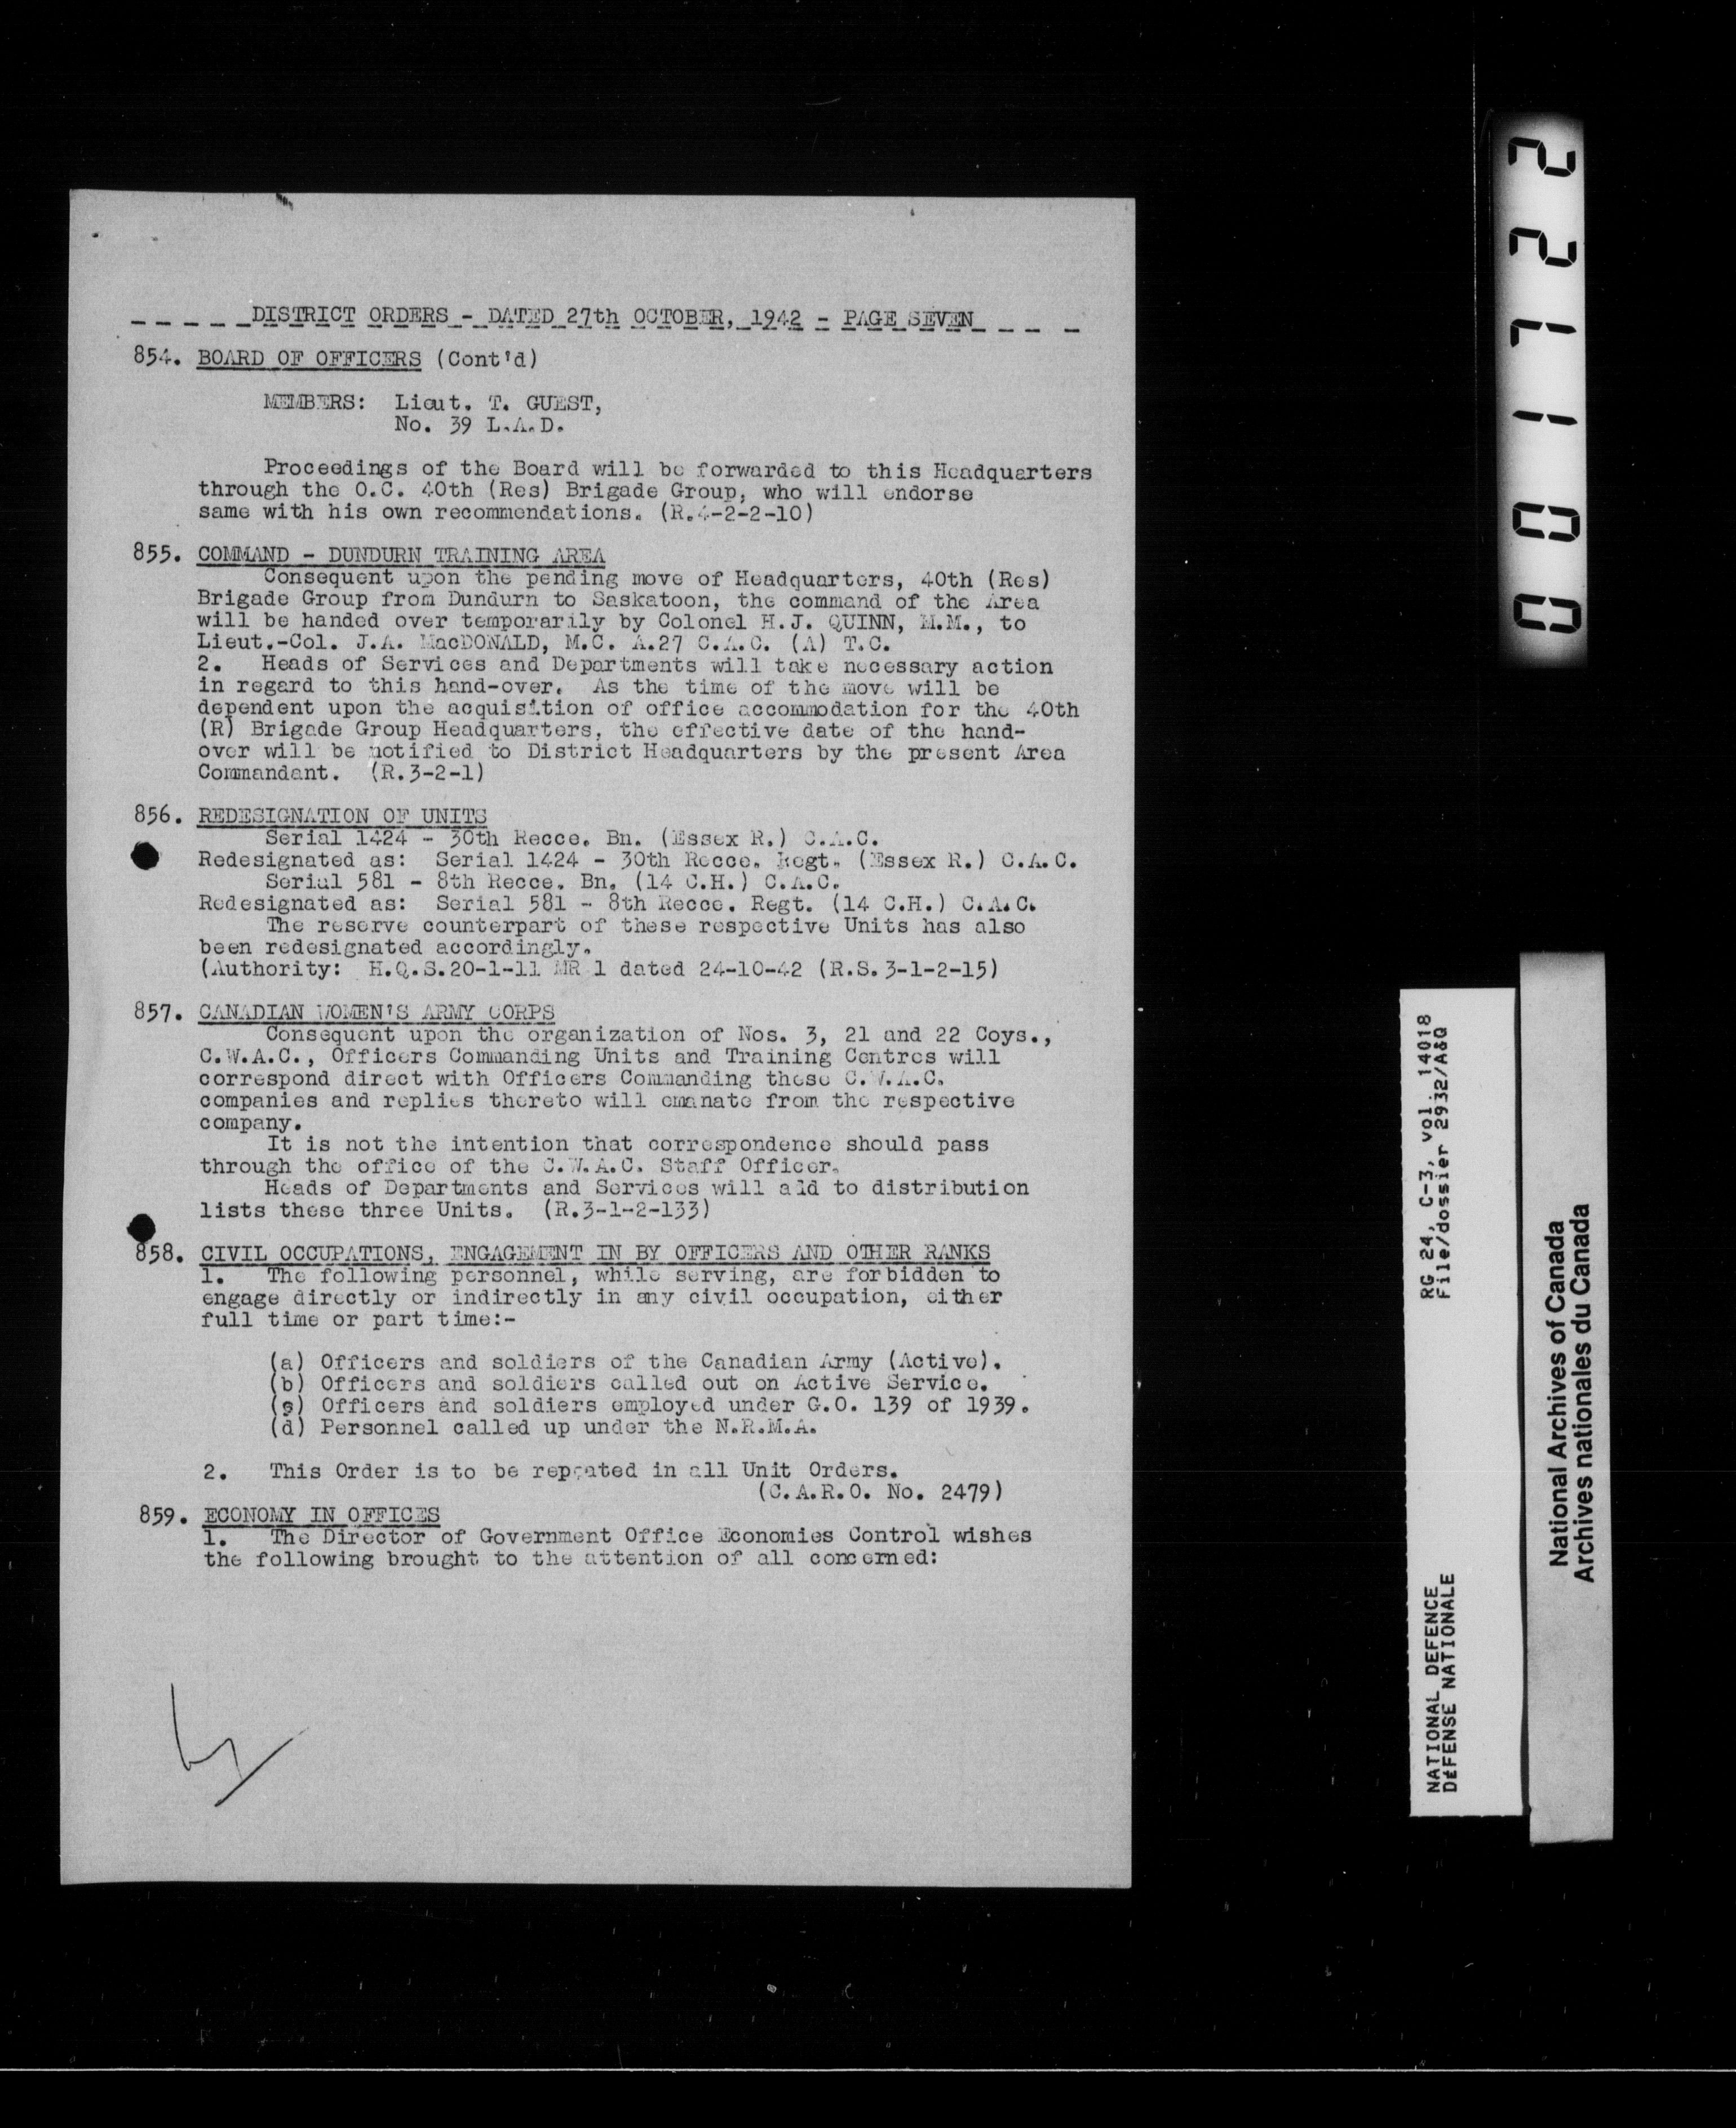 DISTRICT ORDERS - DATED 27th OCTOBER, 1942 - PAGE SEVEN
854. BOARD OF OFFICERS (Cont'd)
MEMBERS: Lieut. T. GUEST,
No. 39 L.A.D.
Proceedings of the Board will be forwarded to this Headquarters
through the O.C. 40th (Res) Brigade Group, who will endorse
same with his own recommendations. (R.4-2-2-10)
855. COMMAND - DUNDURN TRAINING AREA
Consequent upon the pending move of Headquarters, 40th (Res)
Brigade Group from Dundurn to Saskatoon, the command of the Area
will be handed over temporarily by Colonel H.J. QUINN, M.M., to
Lieut.-Col. J.A. MacDONALD, M.C. A.27 C.A.C. (A) T.C.
2. Heads of Services and Departments will take necessary action
in regard to this hand-over. As the time of the move will be
dependent upon the acquisition of office accommodation for the 40th
(R) Brigade Group Headquarters, the effective date of the hand-
over will be notified to District Headquarters by the present Area
Commandant. (R.3-2-1)
856. REDESIGNATION OF UNITS
Serial 1424 - 30th Recce. Bn. (Essex R.) C.A.C.
Redesignated as: Serial 1424 - 30th Recce. Regt. (Essex R.) C.A.C.
Serial 581 - 8th Recce. Bn. (14 C.H.) C.A.C.
Redesignated as: Serial 581 - 8th Recce. Regt. (14 C.H.) C.A.C.
The reserve counterpart of these respective Units has also
been redesignated accordingly.
(Authority: H.Q.S.20-1-11 MR 1 dated 24-10-42 (R.S.3-1-2-15)
857. CANADIAN WOMEN'S ARMY CORPS
Consequent upon the organization of Nos. 3, 21 and 22 Coys.,
C.W.A.C., Officers Commanding Units and Training Centres will
correspond direct with Officers Commanding these C.W.A.C.
companies and replies thereto will emanate from the respective
company.
It is not the intention that correspondence should pass
through the office of the C.W.A.C. Staff Officer.
Heads of Departments and Services will add to distribution
lists these three Units. (R.3-1-2-133)
858. CIVIL OCCUPATIONS, ENGAGEMENT IN BY OFFICERS AND OTHER RANKS
1. The following personnel, while serving, are forbidden to
engage directly or indirectly in any civil occupation, either
full time or part time:-
(a) Officers and soldiers of the Canadian Army (Active).
(b) Officers and soldiers called out on Active Service.
(c) Officers and soldiers employed under G.O. 139 of 1939.
(d) Personnel called up under the N.R.M.A.
2. This Order is to be repeated in all Unit Orders.
(C.A.R.O. No. 2479)
859. ECONOMY IN OFFICES
1. The Director of Government Office Economies Control wishes
the following brought to the attention of all concerned:
001122
NATIONAL DEFENCE RG 24, C-3, vol. 14018
DÉFENSE NATIONALE File/dossier 2932/A&Q
National Archives of Canada
Archives nationales du Canada